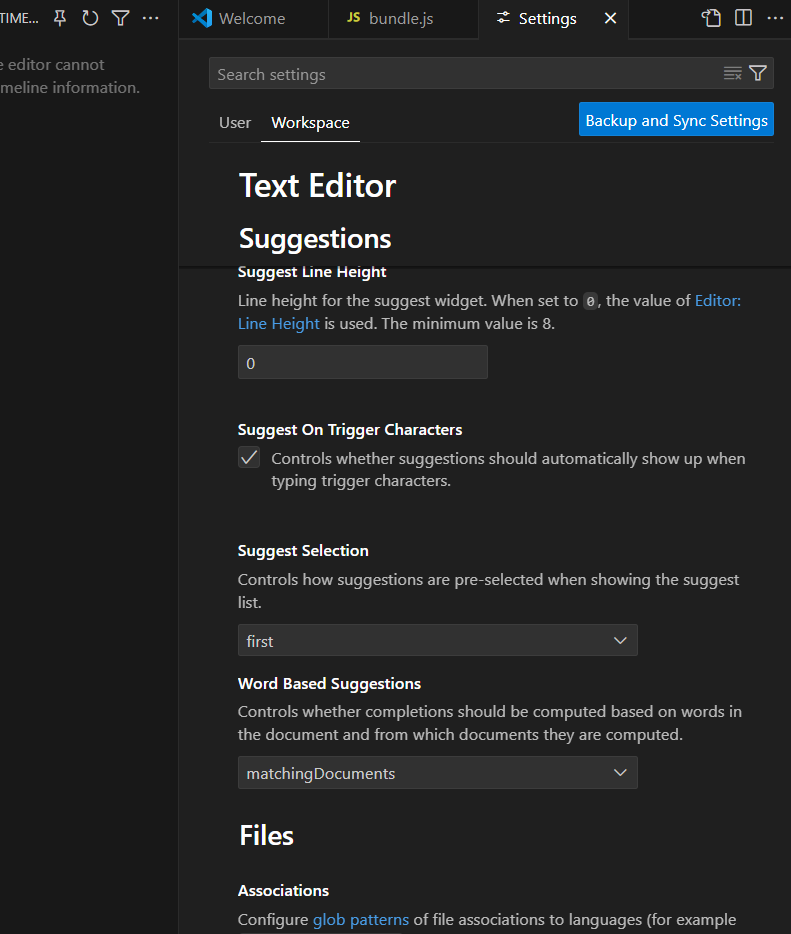 TIME...
Welcome
JS bundle.js
Settings
e editor cannot
meline information.
Search settings
User
Workspace
Backup and Sync Settings
Text Editor
Suggestions
Suggest Line Height
Line height for the suggest widget. When set to 0, the value of Editor:
Line Height is used. The minimum value is 8.
0
Suggest On Trigger Characters
Controls whether suggestions should automatically show up when
typing trigger characters.
Suggest Selection
Controls how suggestions are pre-selected when showing the suggest
list.
first
Word Based Suggestions
Controls whether completions should be computed based on words in
the document and from which documents they are computed.
matchingDocuments
Files
Associations
Configure glob patterns of file associations to languages (for example